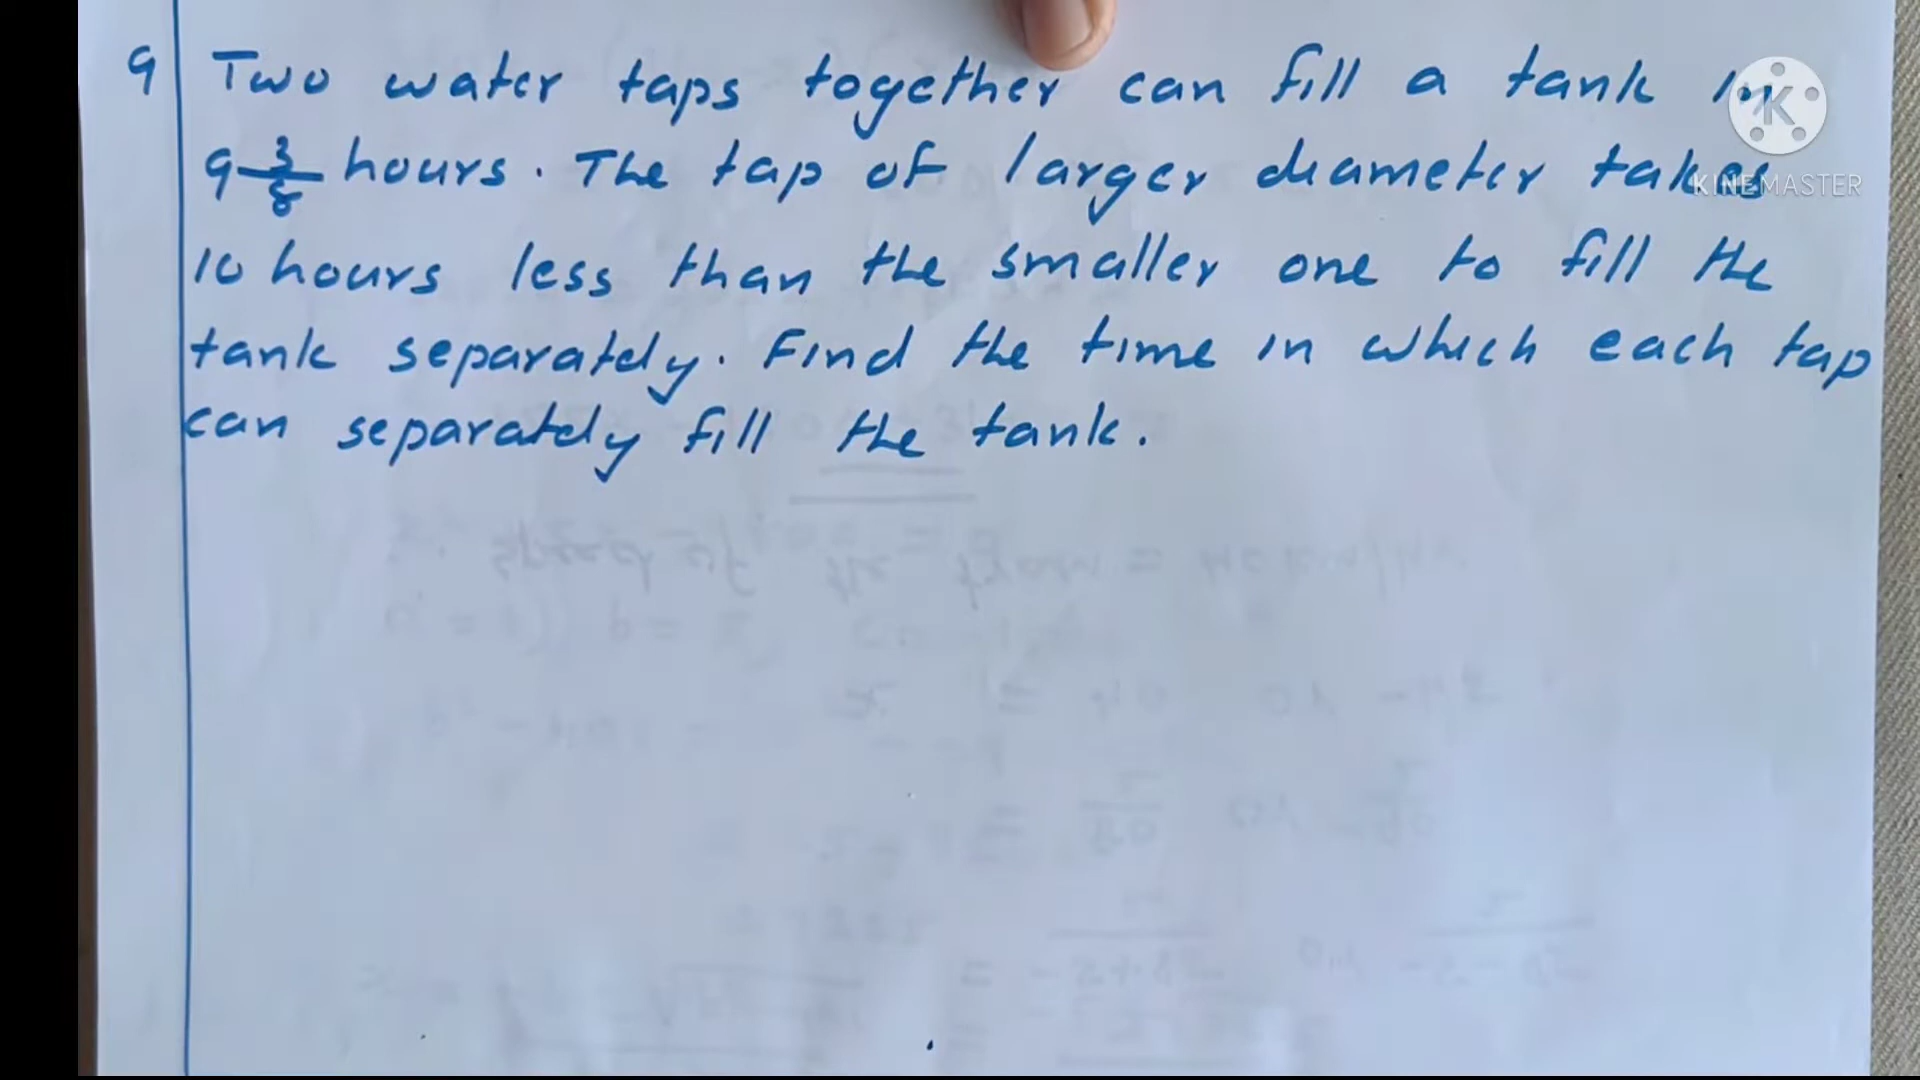 9 Two water taps together can fill a tank in
9 3/8 hours. The tap of larger diameter takes
10 hours less than the smaller one to fill the
tank separately. Find the time in which each tap
can separately fill the tank.
K
KINEMASTER